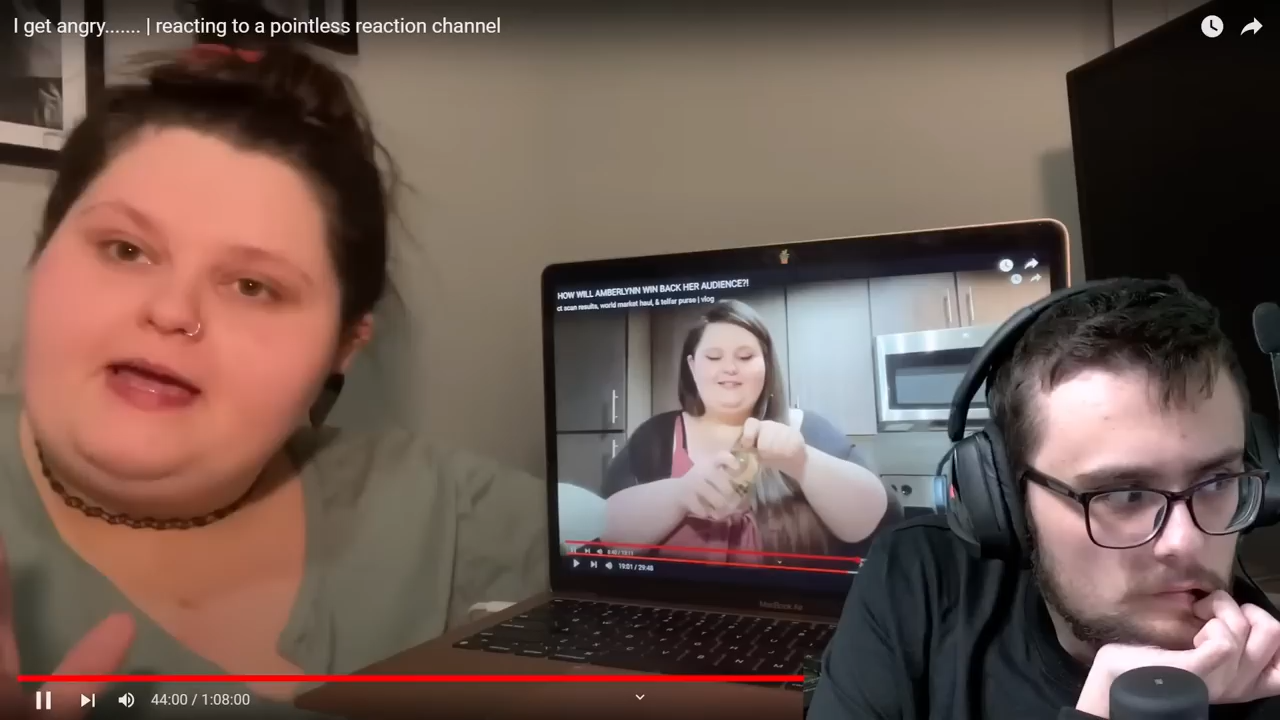 I get angry....... | reacting to a pointless reaction channel
HOW WILL AMBERLYNN WIN BACK HER AUDIENCE?!
ct scan results, world market haul, & telfar purse | vlog
19:01 / 29:48
MacBook Air
44:00 / 1:08:00